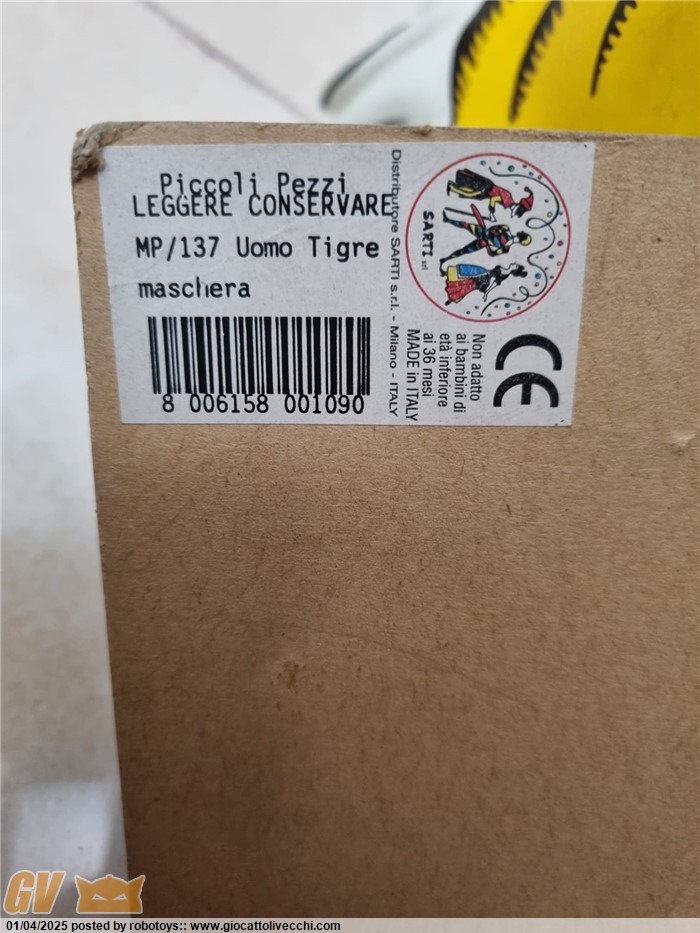 Piccoli Pezzi
LEGGERE CONSERVARE
MP/137 Uomo Tigre
maschera
8 006158 001090
Distributore SARTI s.r.l. - Milano - ITALY
SARTI srl
Non adatto
ai bambini di
età inferiore
ai 36 mesi
MADE in ITALY
CE
GV
01/04/2025 posted by robotoys:: www.giocattolivecchi.com